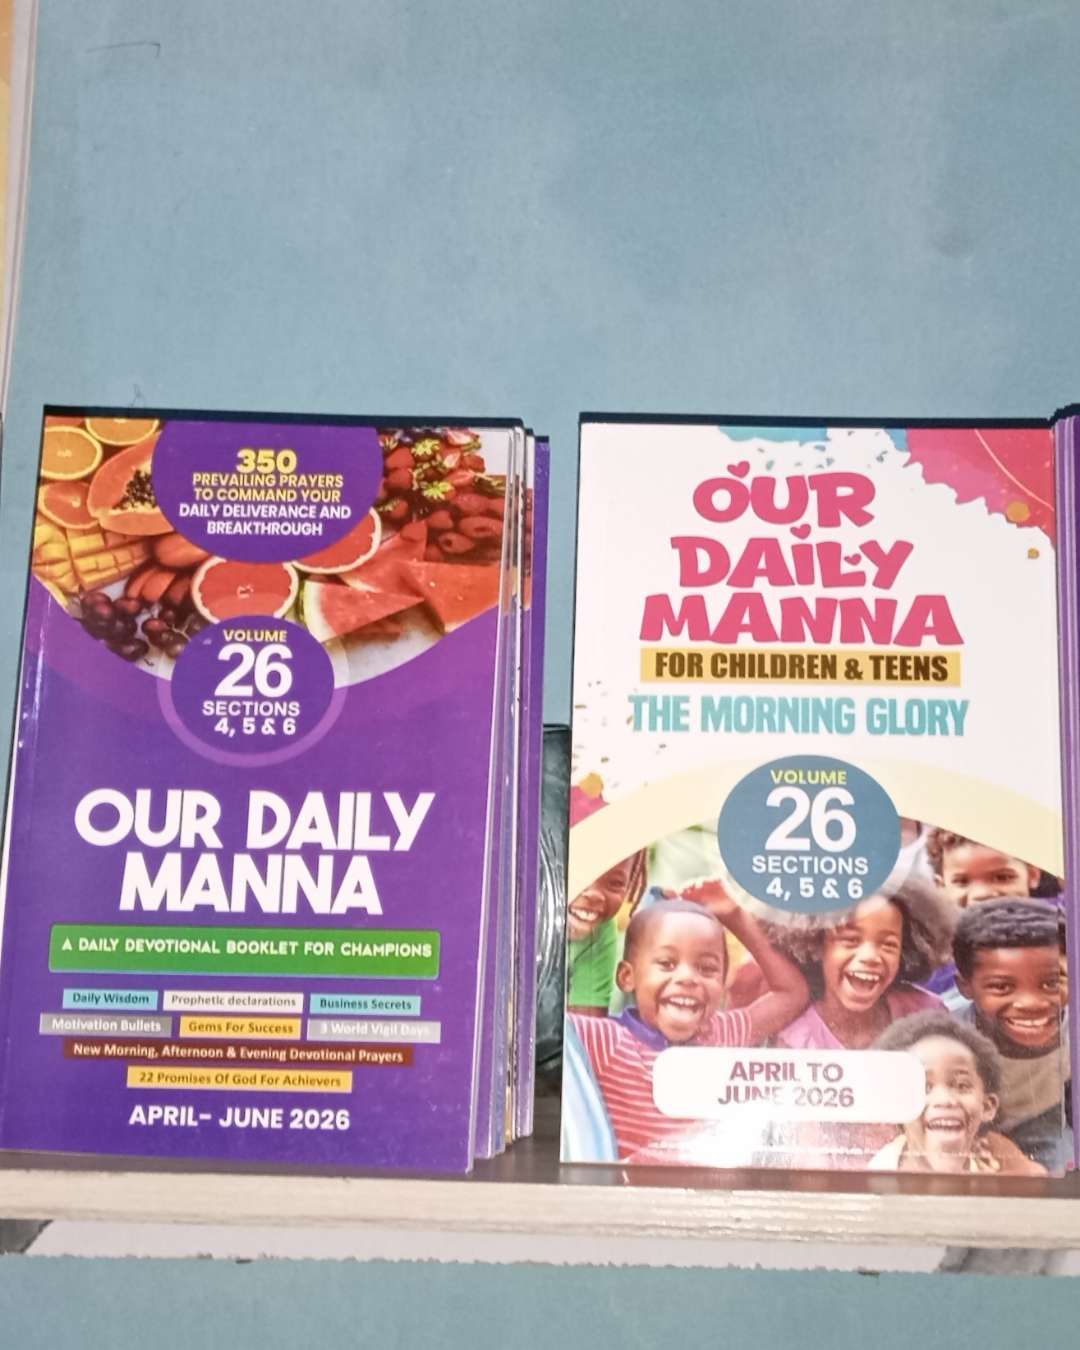 350
PREVAILING PRAYERS
TO COMMAND YOUR
DAILY DELIVERANCE AND
BREAKTHROUGH
VOLUME
26
SECTIONS
4, 5 & 6
OUR DAILY
MANNA
A DAILY DEVOTIONAL BOOKLET FOR CHAMPIONS
Daily Wisdom Prophetic declarations Business Secrets
Motivation Bullets Gems For Success 3 World Vigil Days
New Morning, Afternoon & Evening Devotional Prayers
22 Promises Of God For Achievers
APRIL- JUNE 2026
OUR
DAILY
MANNA
FOR CHILDREN & TEENS
THE MORNING GLORY
VOLUME
26
SECTIONS
4, 5 & 6
APRIL TO
JUNE 2026